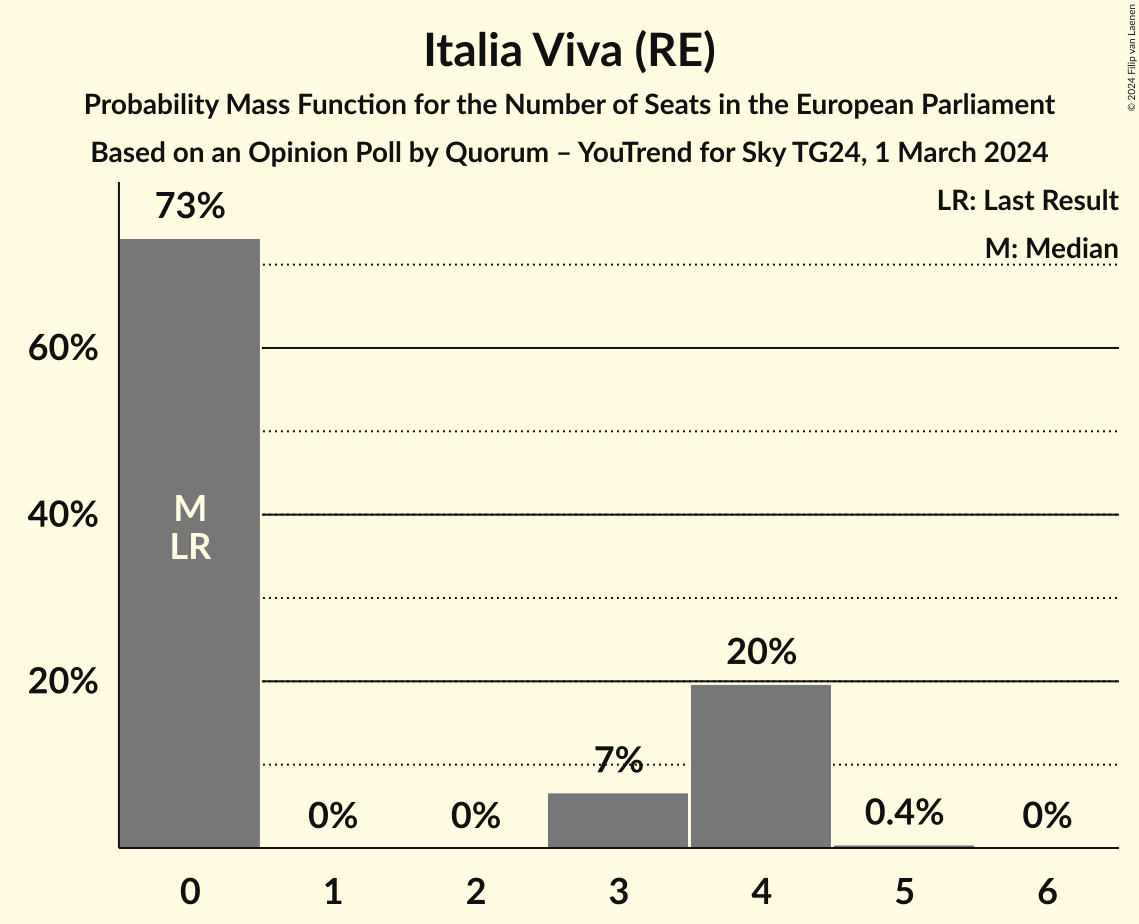 Italia Viva (RE)
Probability Mass Function for the Number of Seats in the European Parliament
Based on an Opinion Poll by Quorum – YouTrend for Sky TG24, 1 March 2024
© 2024 Filip van Laenen
LR: Last Result
M: Median
73%
60%
40%
20%
M
LR
0%
0%
7%
20%
0.4%
0%
0
1
2
3
4
5
6